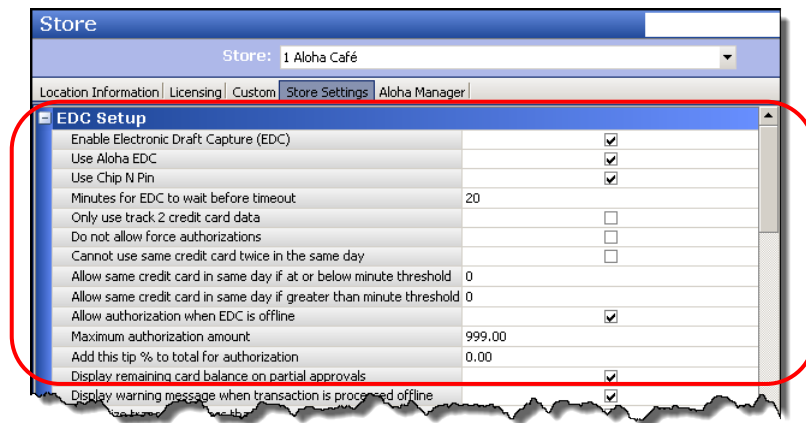 Store
Store: 1 Aloha Café
Location Information Licensing Custom Store Settings Aloha Manager
EDC Setup
Enable Electronic Draft Capture (EDC)
Use Aloha EDC
Use Chip N Pin
Minutes for EDC to wait before timeout 20
Only use track 2 credit card data
Do not allow force authorizations
Cannot use same credit card twice in the same day
Allow same credit card in same day if at or below minute threshold 0
Allow same credit card in same day if greater than minute threshold 0
Allow authorization when EDC is offline
Maximum authorization amount 999.00
Add this tip % to total for authorization 0.00
Display remaining card balance on partial approvals
Display warning message when transaction is processed offline